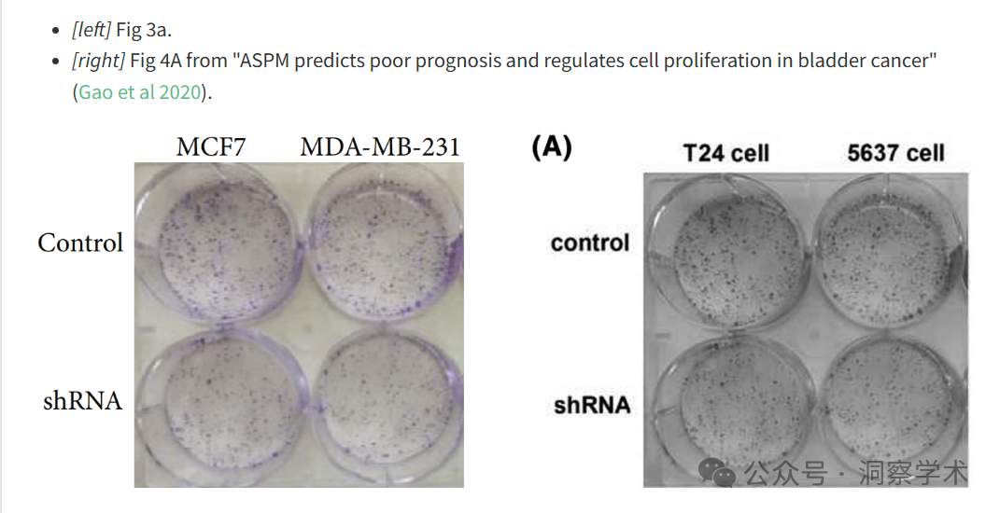 • [left] Fig 3a.
• [right] Fig 4A from "ASPM predicts poor prognosis and regulates cell proliferation in bladder cancer"
(Gao et al 2020).
MCF7 MDA-MB-231
Control
shRNA
(A)
T24 cell 5637 cell
control
shRNA
公众号 · 洞察学术